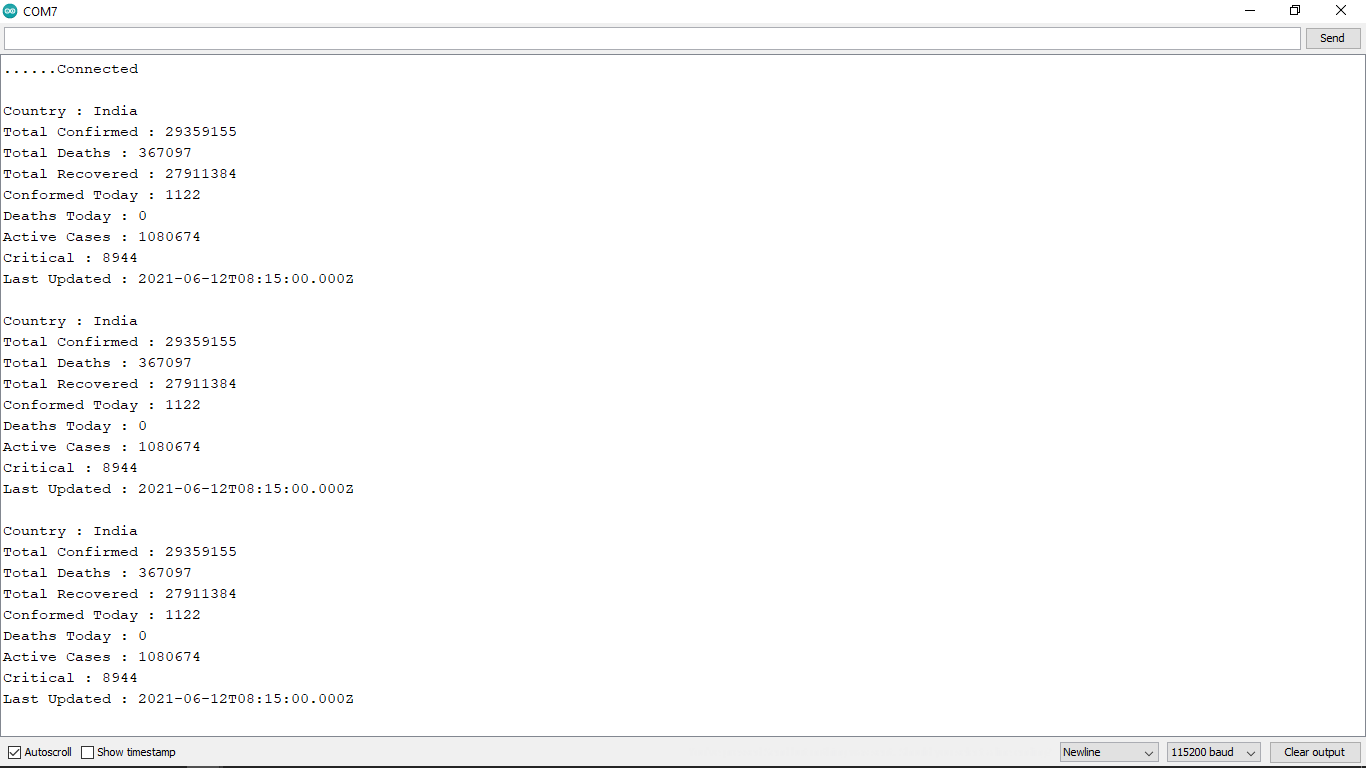 COM7
Send
......Connected
Country : India
Total Confirmed : 29359155
Total Deaths : 367097
Total Recovered : 27911384
Conformed Today : 1122
Deaths Today : 0
Active Cases : 1080674
Critical : 8944
Last Updated : 2021-06-12T08:15:00.000Z
Country : India
Total Confirmed : 29359155
Total Deaths : 367097
Total Recovered : 27911384
Conformed Today : 1122
Deaths Today : 0
Active Cases : 1080674
Critical : 8944
Last Updated : 2021-06-12T08:15:00.000Z
Country : India
Total Confirmed : 29359155
Total Deaths : 367097
Total Recovered : 27911384
Conformed Today : 1122
Deaths Today : 0
Active Cases : 1080674
Critical : 8944
Last Updated : 2021-06-12T08:15:00.000Z
Autoscroll Show timestamp Newline 115200 baud Clear output